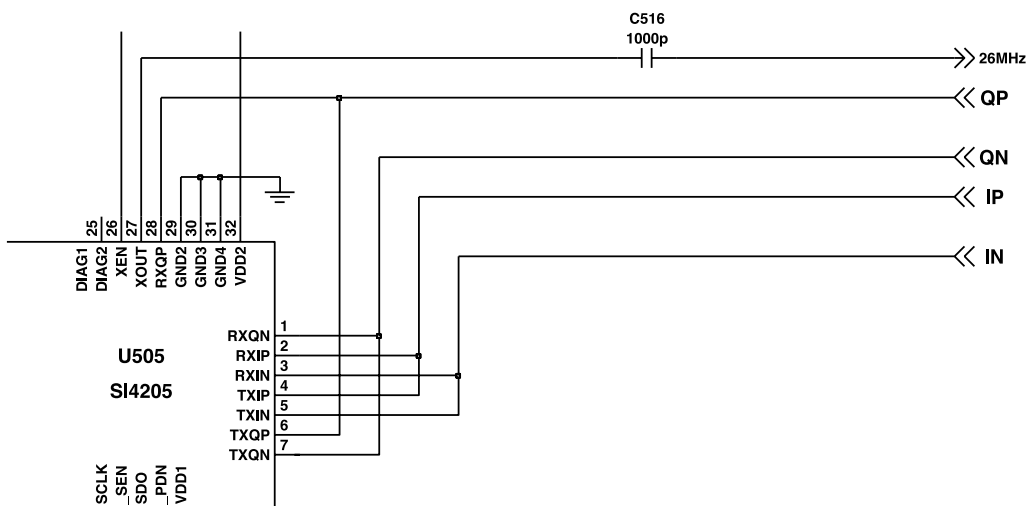 C516
1000p
26MHz
QP
QN
IP
IN
25
26
27
28
29
30
31
32
DIAG1
DIAG2
XEN
XOUT
RXQP
GND2
GND3
GND4
VDD2
RXQN 1
RXIP 2
RXIN 3
TXIP 4
TXIN 5
TXQP 6
TXQN 7
U505
SI4205
SCLK
_SEN
SDO
_PDN
VDD1